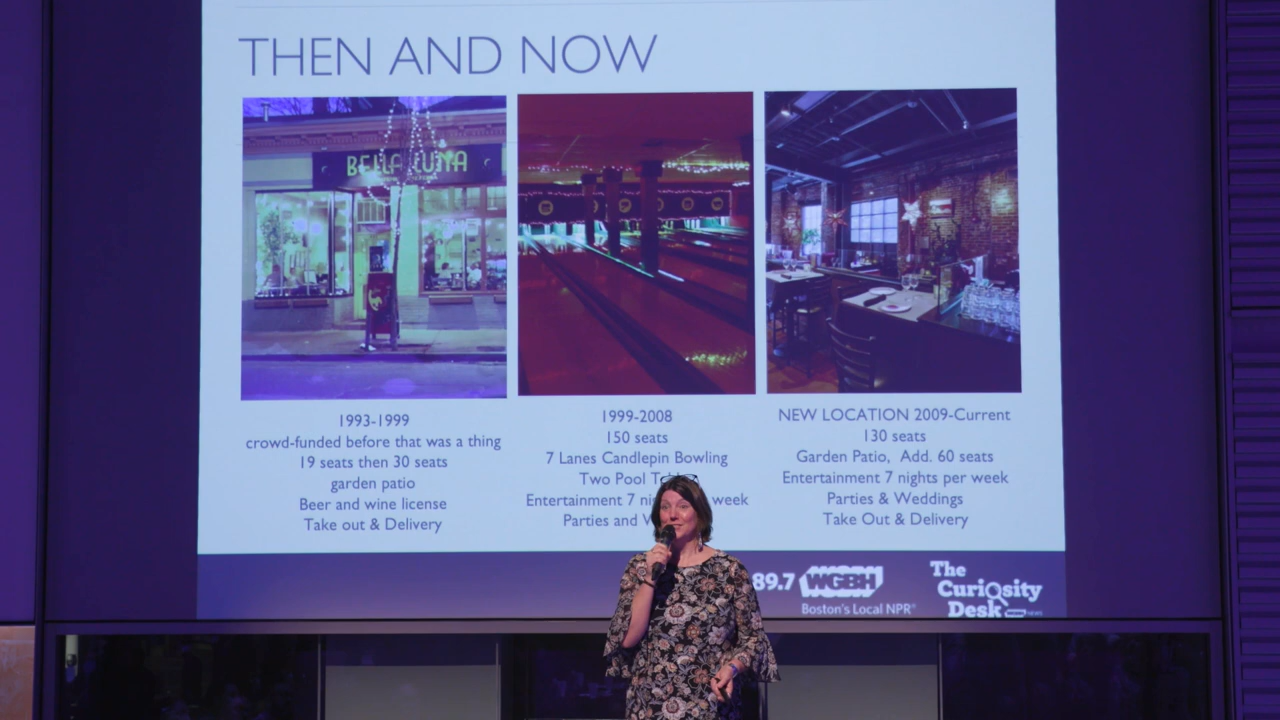 THEN AND NOW
BELLA LUNA
1993-1999
crowd-funded before that was a thing
19 seats then 30 seats
garden patio
Beer and wine license
Take out & Delivery
1999-2008
150 seats
7 Lanes Candlepin Bowling
Two Pool
Entertainment 7 week
Parties and
NEW LOCATION 2009-Current
130 seats
Garden Patio, Add. 60 seats
Entertainment 7 nights per week
Parties & Weddings
Take Out & Delivery
89.7 WGBH
Boston's Local NPR®
The
Curiosity
Desk
NEWS